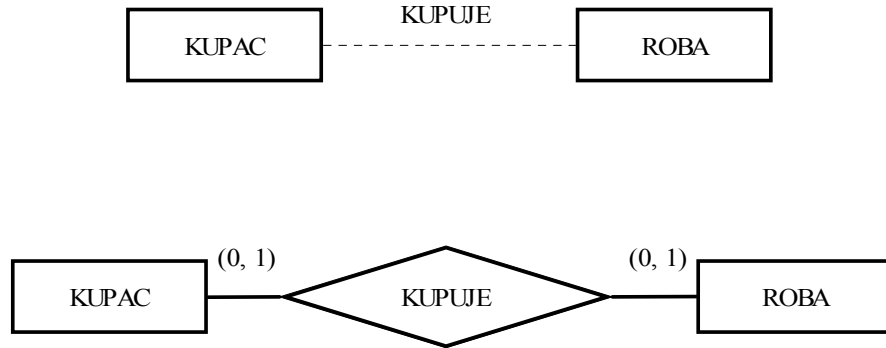 KUPUJE
KUPAC
ROBA
(0, 1)
(0, 1)
KUPAC
KUPUJE
ROBA